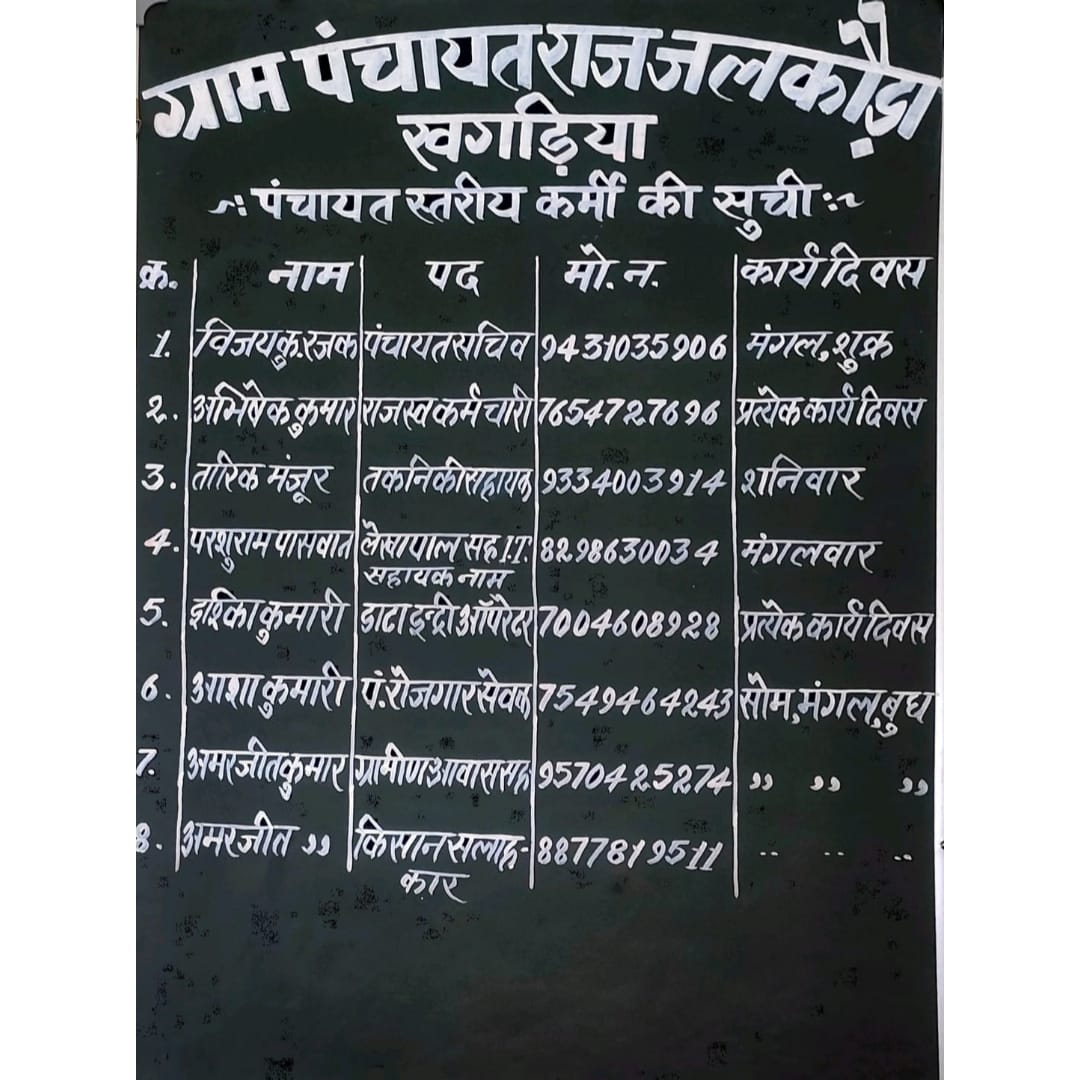 ग्राम पंचायत राज जलकौड़ा
खगड़िया
पंचायत स्तरीय कर्मी की सुची
क्र. नाम पद मो. न. कार्य दिवस
1. विजय कु. रजक पंचायत सचिव 9431035906 मंगल, शुक्र
2. अभिषेक कुमार राजस्व कर्मचारी 7654727696 प्रत्येक कार्य दिवस
3. तारिक मंजूर तकनिकी सहायक 9334003914 शनिवार
4. परशुराम पासवान लेखापाल सह I.T. 8298630034 मंगलवार
सहायक नाम
5. इश्किा कुमारी डाटा इन्ट्री ऑपरेटर 7004608928 प्रत्येक कार्य दिवस
6. आशा कुमारी पं. रोजगार सेवक 7549464243 सोम, मंगल, बुध
7. अमरजीत कुमार ग्रामीण आवास सह 9570425274 ,, ,, ,,
8. अमरजीत ,, किसान सलाह- 8877819511 .. .. ..
कार